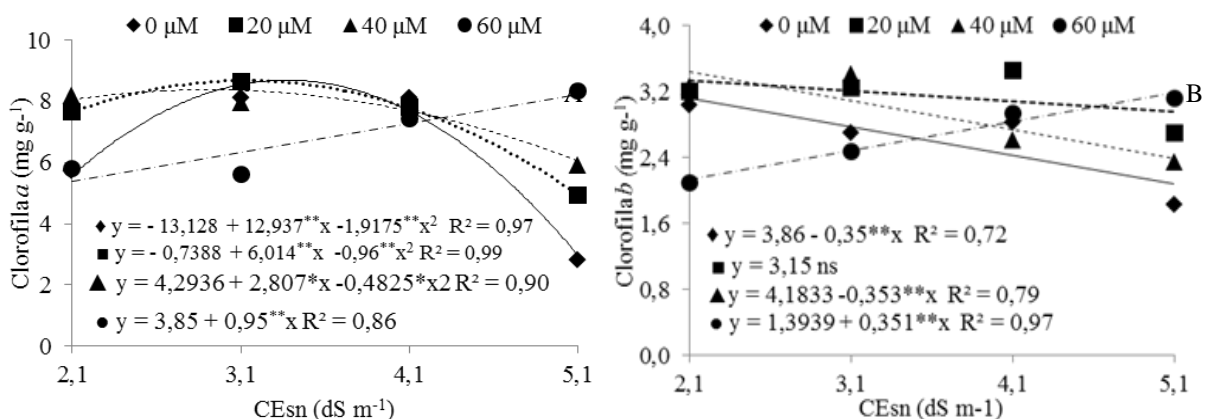 ◆ 0 µM ■ 20 µM ▲ 40 µM ● 60 µM
10
8
6
4
2
0
Clorofila a (mg g-¹)
A
◆ y = - 13,128 + 12,937**x -1,9175**x² R² = 0,97
■ y = - 0,7388 + 6,014**x -0,96**x² R² = 0,99
▲ y = 4,2936 + 2,807*x -0,4825*x2 R² = 0,90
● y = 3,85 + 0,95**x R² = 0,86
2,1 3,1 4,1 5,1
CEsn (dS m⁻¹)
◆ 0 µM ■ 20 µM ▲ 40 µM ● 60 µM
4,0
3,2
2,4
1,6
0,8
0,0
Clorofila b (mg g-¹)
B
◆ y = 3,86 - 0,35**x R² = 0,72
■ y = 3,15 ns
▲ y = 4,1833 -0,353**x R² = 0,79
● y = 1,3939 + 0,351**x R² = 0,97
2,1 3,1 4,1 5,1
CEsn (dS m-1)